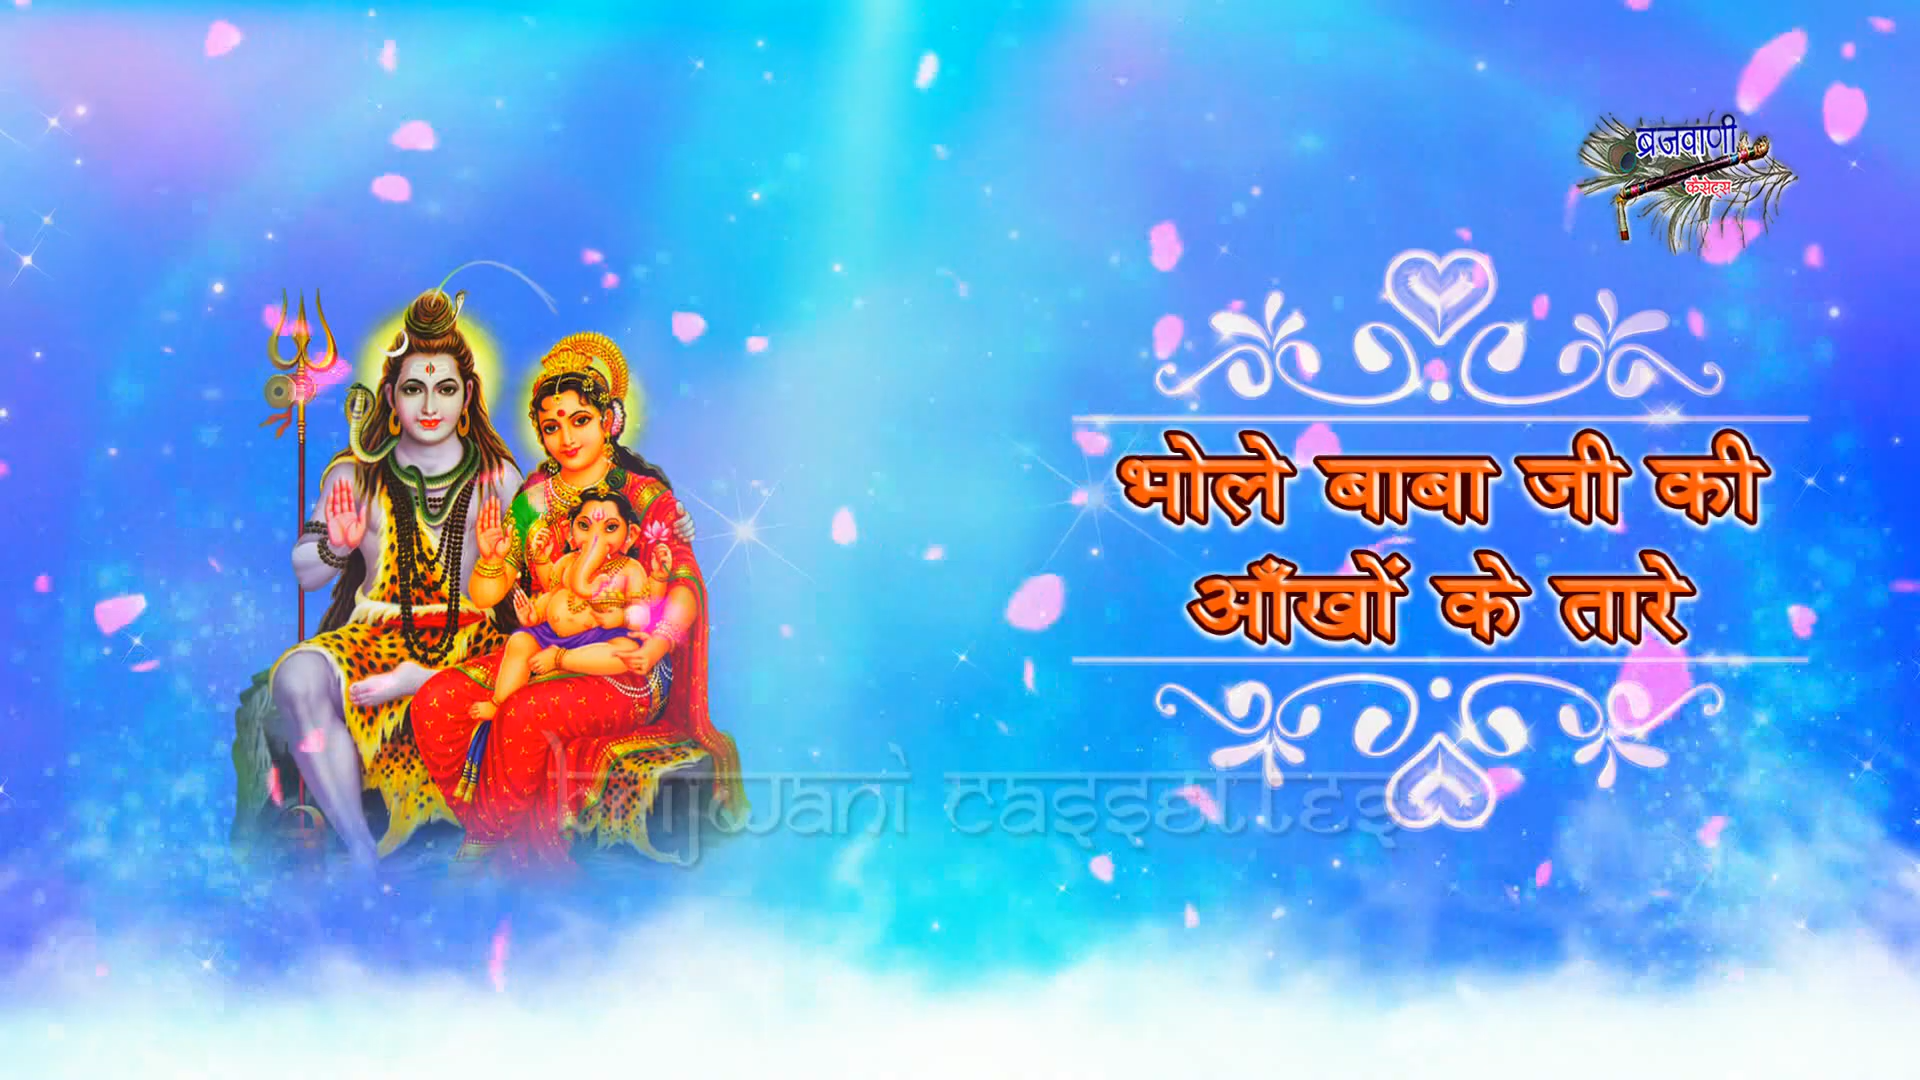 ब्रजवाणी
कैसेट्स
भोले बाबा जी की
आँखों के तारे
Brijwani Cassettes